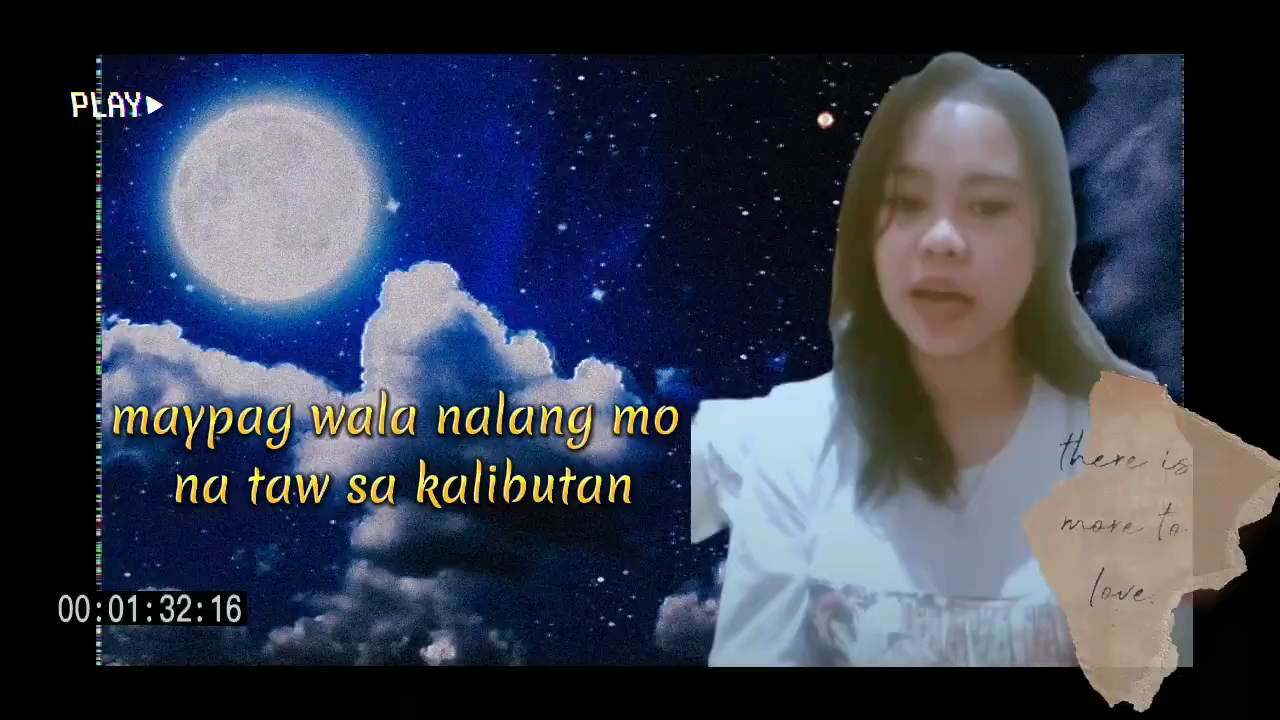 PLAY
maypag wala nalang mo
na taw sa kalibutan
there is
more to
love.
00:01:32:16